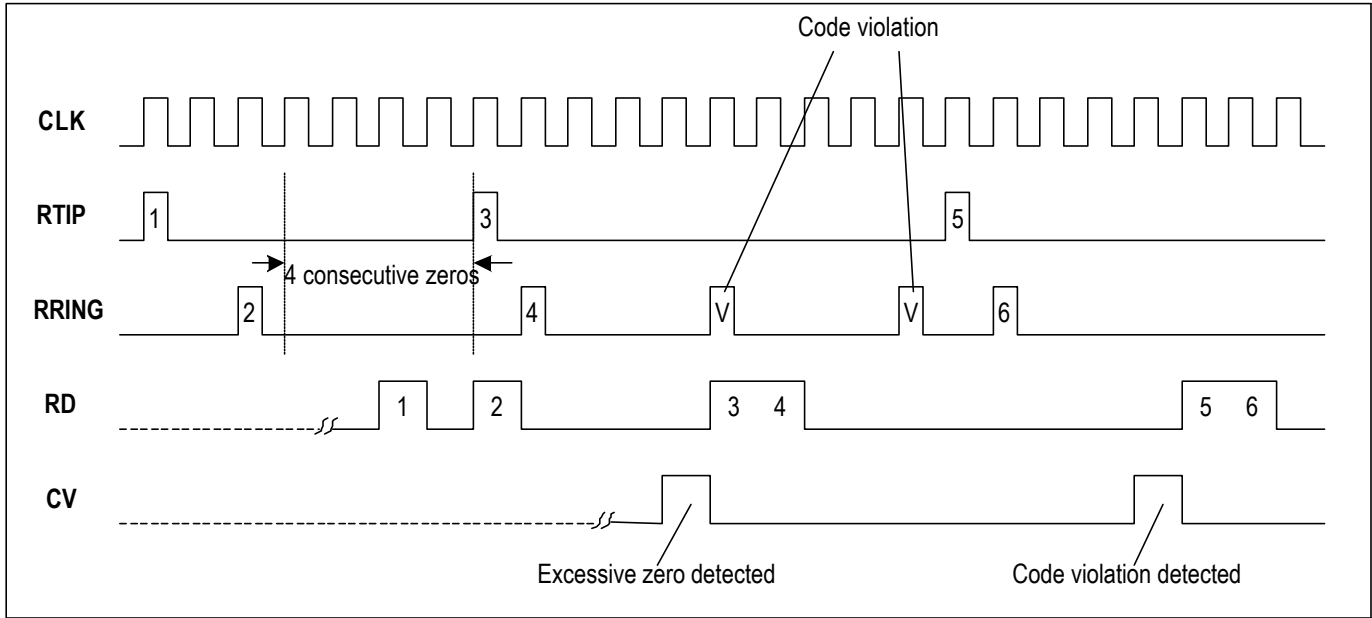 Code violation
CLK
RTIP
1
3
5
4 consecutive zeros
RRING
2
4
V
V
6
RD
1
2
3 4
5 6
CV
Excessive zero detected
Code violation detected